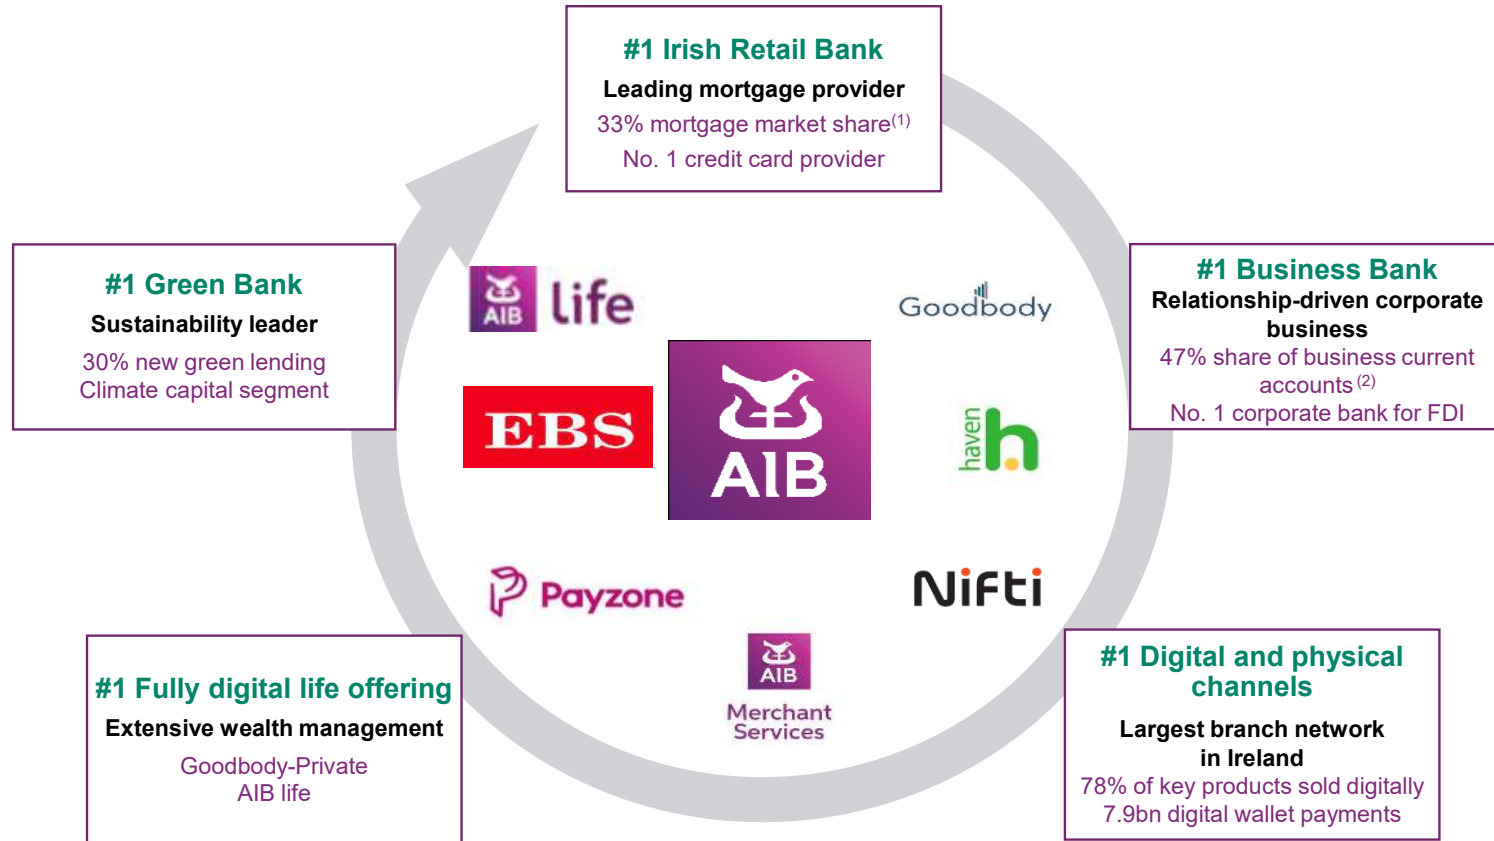 #1 Irish Retail Bank
Leading mortgage provider
33% mortgage market share(1)
No. 1 credit card provider
#1 Green Bank
Sustainability leader
30% new green lending
Climate capital segment
#1 Business Bank
Relationship-driven corporate
business
47% share of business current
accounts (2)
No. 1 corporate bank for FDI
AIB life
Goodbody
EBS
AIB
haven h
Payzone
Nifti
AIB
Merchant
Services
#1 Fully digital life offering
Extensive wealth management
Goodbody-Private
AIB life
#1 Digital and physical
channels
Largest branch network
in Ireland
78% of key products sold digitally
7.9bn digital wallet payments